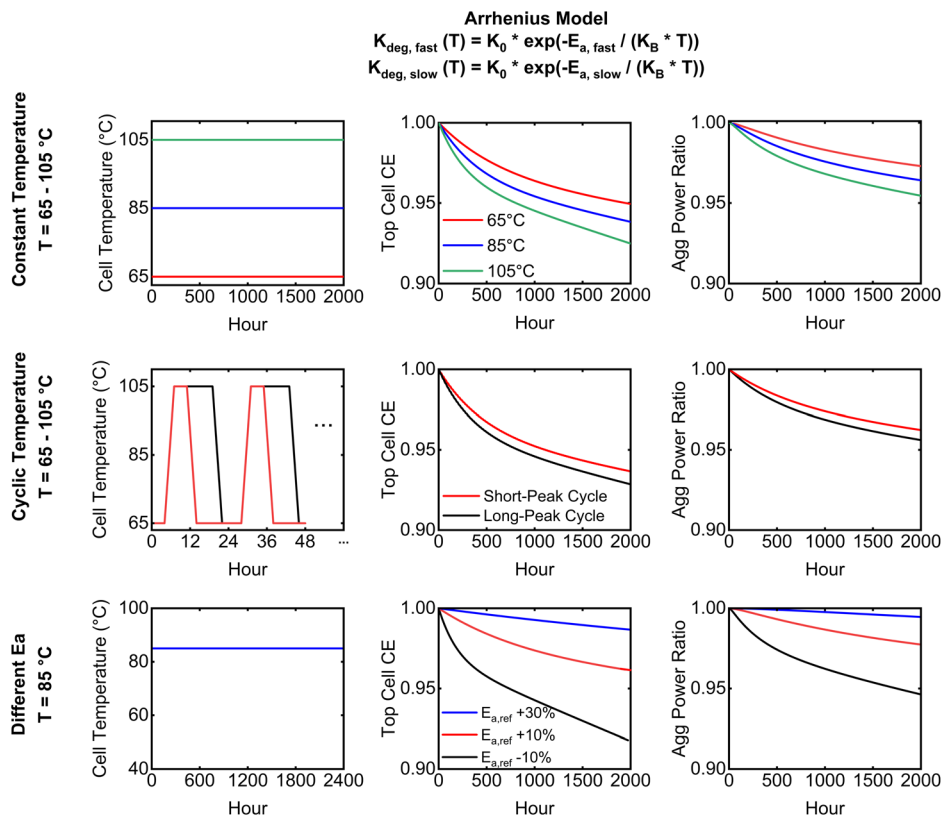 Arrhenius Model
K_deg, fast (T) = K_0 * exp(-E_a, fast / (K_B * T))
K_deg, slow (T) = K_0 * exp(-E_a, slow / (K_B * T))
Constant Temperature
T = 65 - 105 °C
Cell Temperature (°C)
105
85
65
0 500 1000 1500 2000
Hour
Top Cell CE
1.00
0.95
0.90
65°C
85°C
105°C
0 500 1000 1500 2000
Hour
Agg Power Ratio
1.00
0.95
0.90
0 500 1000 1500 2000
Hour
Cyclic Temperature
T = 65 - 105 °C
Cell Temperature (°C)
105
85
65
...
0 12 24 36 48 ...
Hour
Top Cell CE
1.00
0.95
0.90
Short-Peak Cycle
Long-Peak Cycle
0 500 1000 1500 2000
Hour
Agg Power Ratio
1.00
0.95
0.90
0 500 1000 1500 2000
Hour
Different Ea
T = 85 °C
Cell Temperature (°C)
100
80
60
40
0 600 1200 1800 2400
Hour
Top Cell CE
1.00
0.95
0.90
E_a,ref +30%
E_a,ref +10%
E_a,ref -10%
0 500 1000 1500 2000
Hour
Agg Power Ratio
1.00
0.95
0.90
0 500 1000 1500 2000
Hour